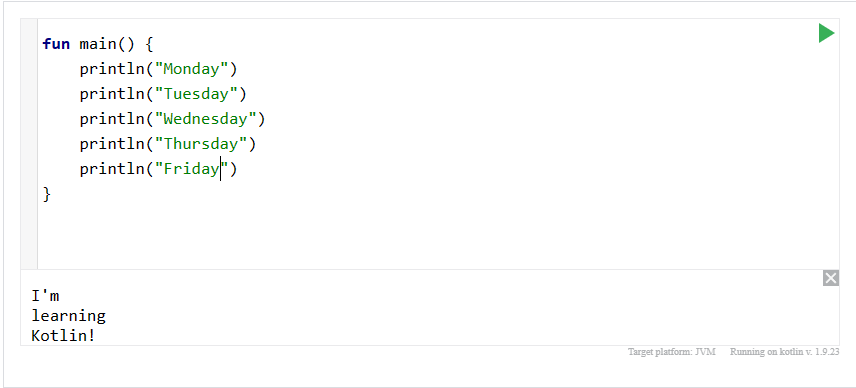 fun main() {
    println("Monday")
    println("Tuesday")
    println("Wednesday")
    println("Thursday")
    println("Friday")
}
I'm
learning
Kotlin!
Target platform: JVM Running on kotlin v. 1.9.23